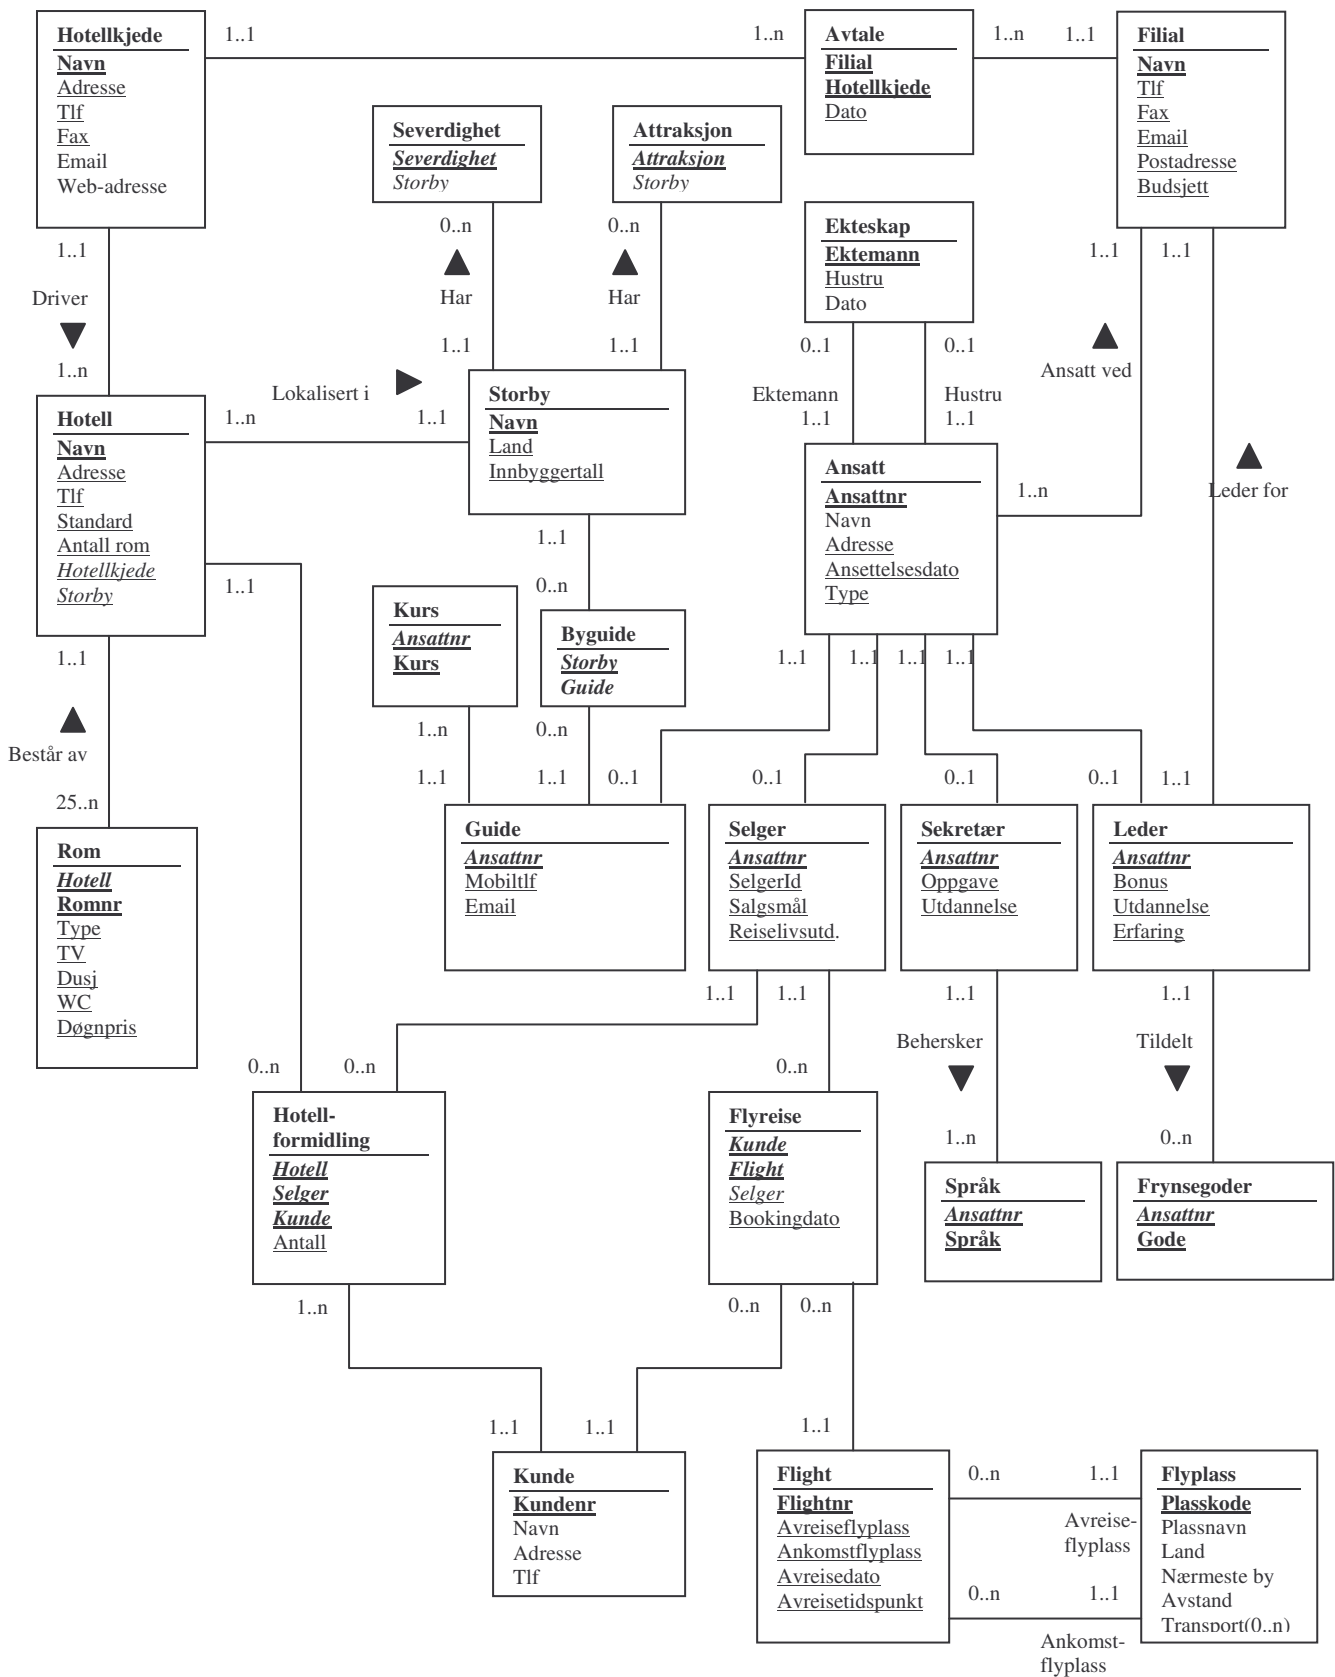 Hotellkjede
Navn
Adresse
Tlf
Fax
Email
Web-adresse
1..1
1..n
Avtale
Filial
Hotellkjede
Dato
1..n
1..1
Filial
Navn
Tlf
Fax
Email
Postadresse
Budsjett
Severdighet
Severdighet
Storby
Attraksjon
Attraksjon
Storby
Ekteskap
Ektemann
Hustru
Dato
1..1
Driver
1..n
0..n
Har
1..1
0..n
Har
1..1
0..1
Ektemann
1..1
0..1
Hustru
1..1
1..1
Ansatt ved
1..1
Leder for
Lokalisert i
1..n
1..1
Hotell
Navn
Adresse
Tlf
Standard
Antall rom
Hotellkjede
Storby
Storby
Navn
Land
Innbyggertall
Ansatt
Ansattnr
Navn
Adresse
Ansettelsesdato
Type
1..n
1..1
1..1
0..n
Kurs
Ansattnr
Kurs
Byguide
Storby
Guide
1..1
Består av
25..n
1..n
1..1
0..n
1..1
0..1
1..1
1..1
1..1
1..1
0..1
0..1
0..1
1..1
Rom
Hotell
Romnr
Type
TV
Dusj
WC
Døgnpris
Guide
Ansattnr
Mobiltlf
Email
Selger
Ansattnr
SelgerId
Salgsmål
Reiselivsutd.
Sekretær
Ansattnr
Oppgave
Utdannelse
Leder
Ansattnr
Bonus
Utdannelse
Erfaring
1..1
1..1
0..n
0..n
0..n
1..1
Behersker
1..n
1..1
Tildelt
0..n
Hotell-
formidling
Hotell
Selger
Kunde
Antall
Flyreise
Kunde
Flight
Selger
Bookingdato
Språk
Ansattnr
Språk
Frynsegoder
Ansattnr
Gode
1..n
0..n
0..n
1..1
1..1
1..1
Kunde
Kundenr
Navn
Adresse
Tlf
Flight
Flightnr
Avreiseflyplass
Ankomstflyplass
Avreisedato
Avreisetidspunkt
0..n
1..1
Avreise-
flyplass
0..n
1..1
Ankomst-
flyplass
Flyplass
Plasskode
Plassnavn
Land
Nærmeste by
Avstand
Transport(0..n)